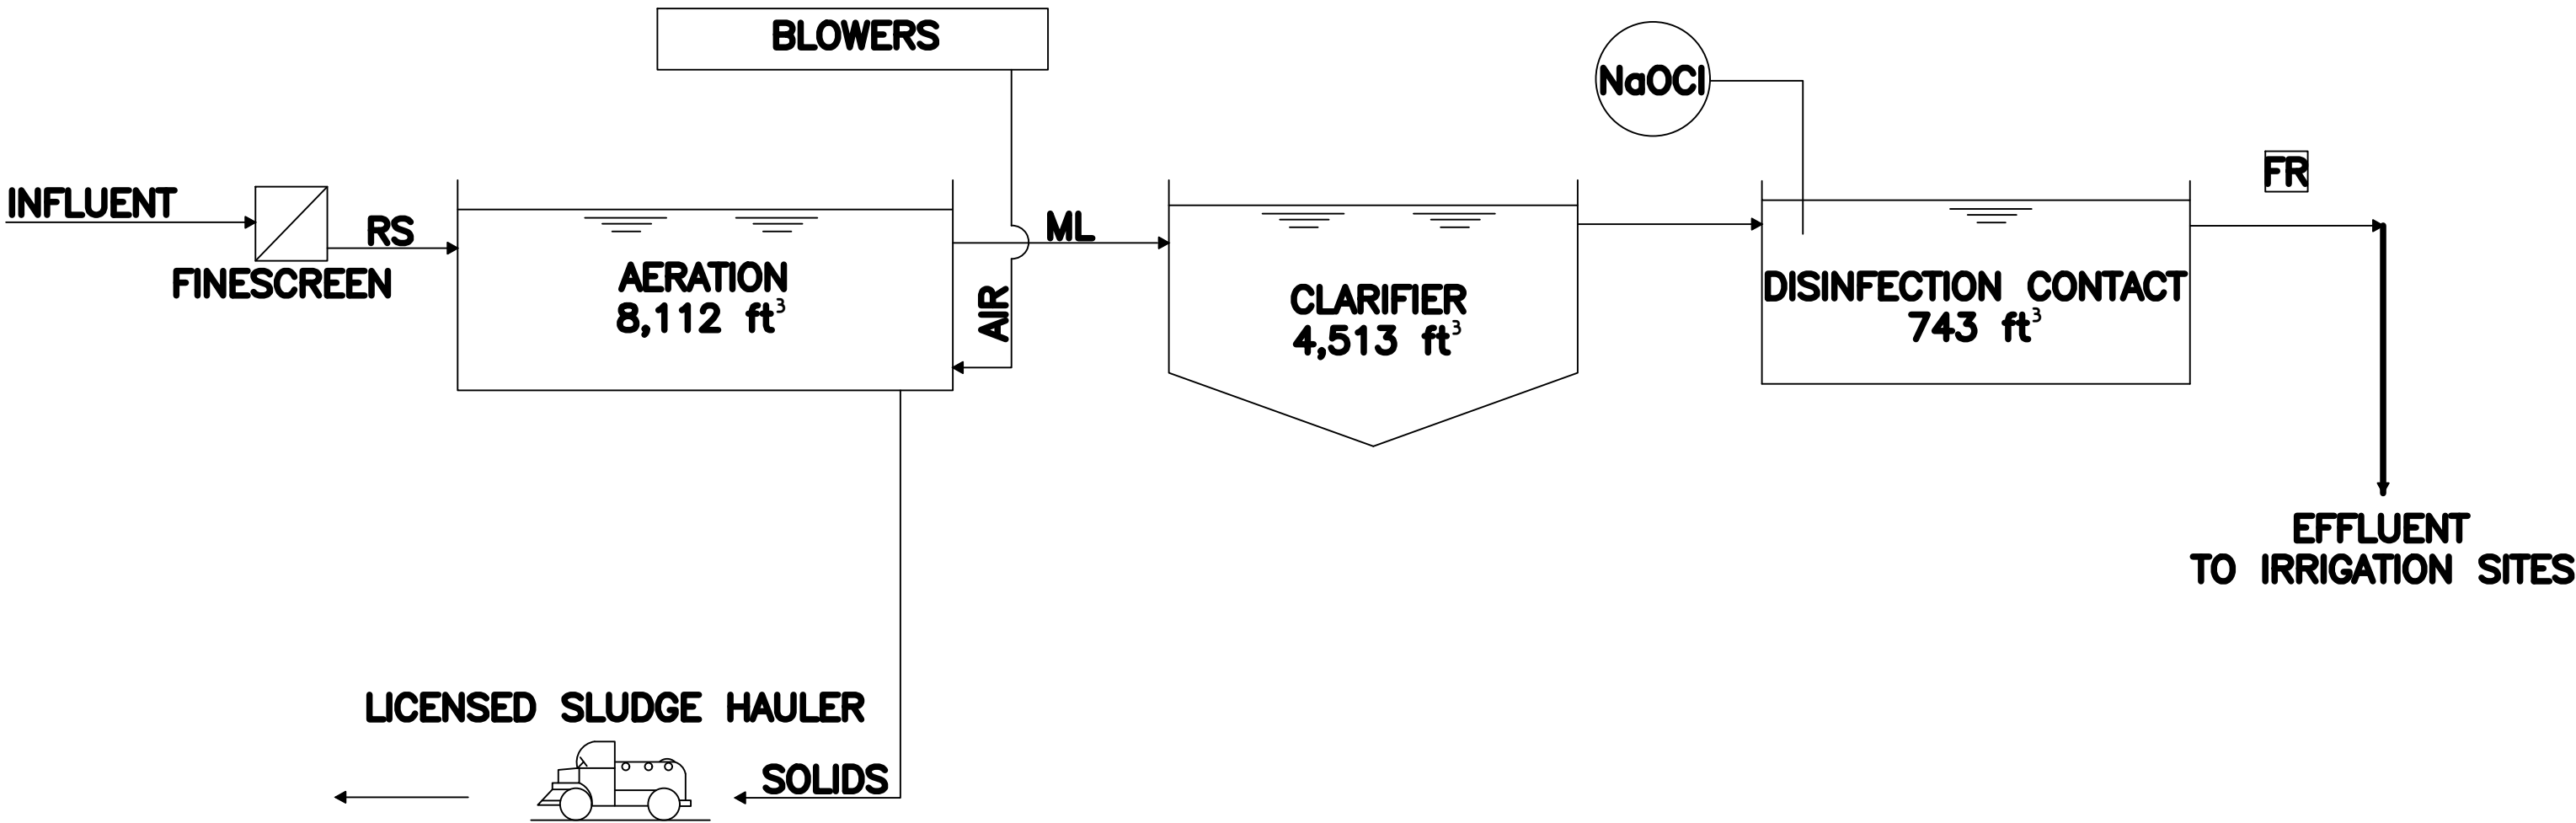 BLOWERS
NaOCl
FR
INFLUENT
RS
FINESCREEN
ML
AIR
AERATION
8,112 ft³
CLARIFIER
4,513 ft³
DISINFECTION CONTACT
743 ft³
EFFLUENT
TO IRRIGATION SITES
LICENSED SLUDGE HAULER
SOLIDS